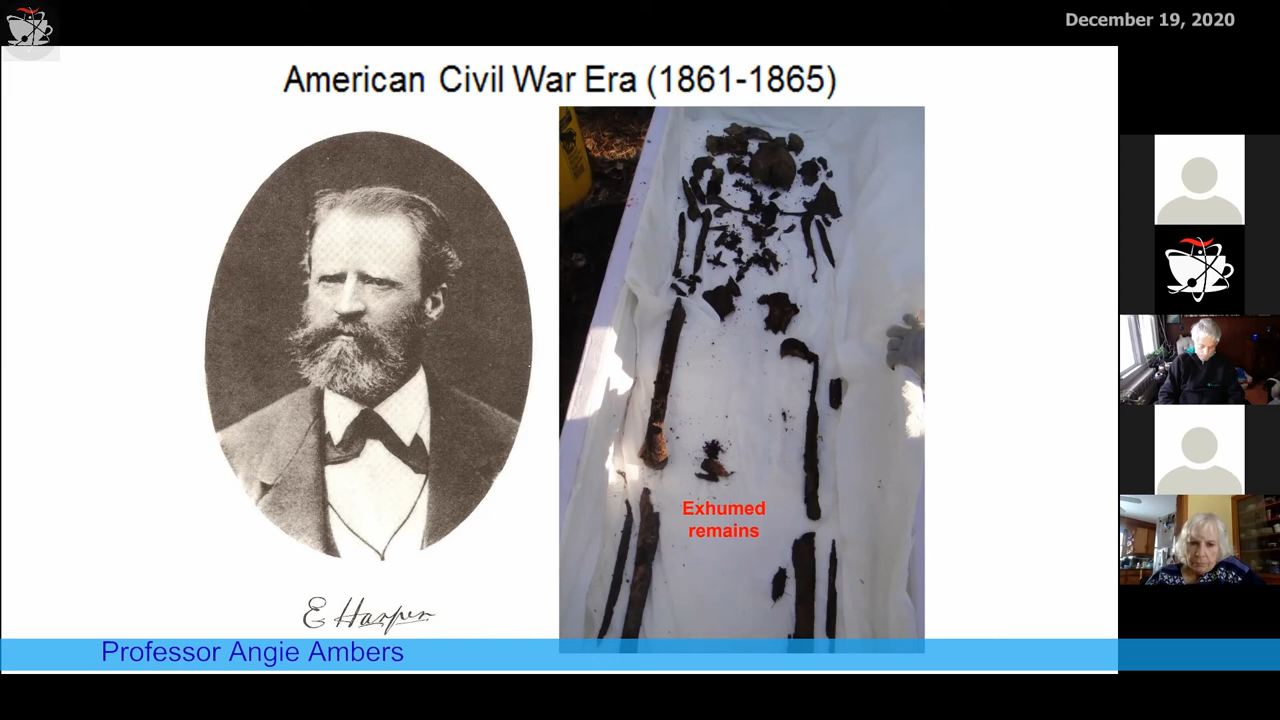 December 19, 2020
American Civil War Era (1861-1865)
Exhumed
remains
E Harper
Professor Angie Ambers